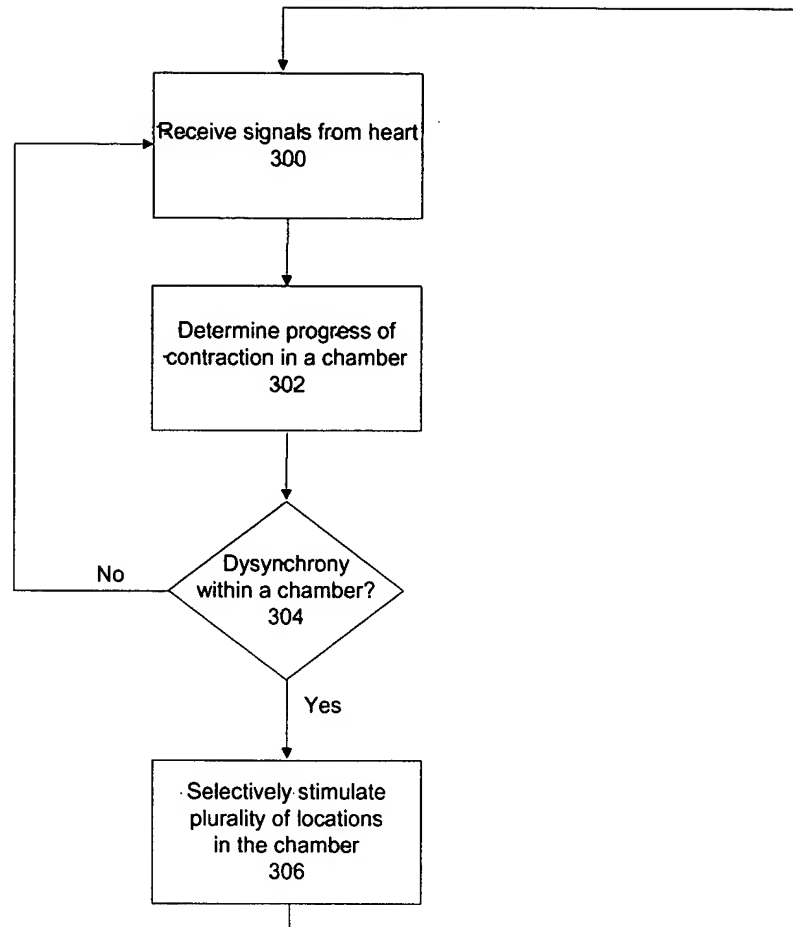 Receive signals from heart
300
Determine progress of
contraction in a chamber
302
Dysynchrony
within a chamber?
304
No
Yes
Selectively stimulate
plurality of locations
in the chamber
306